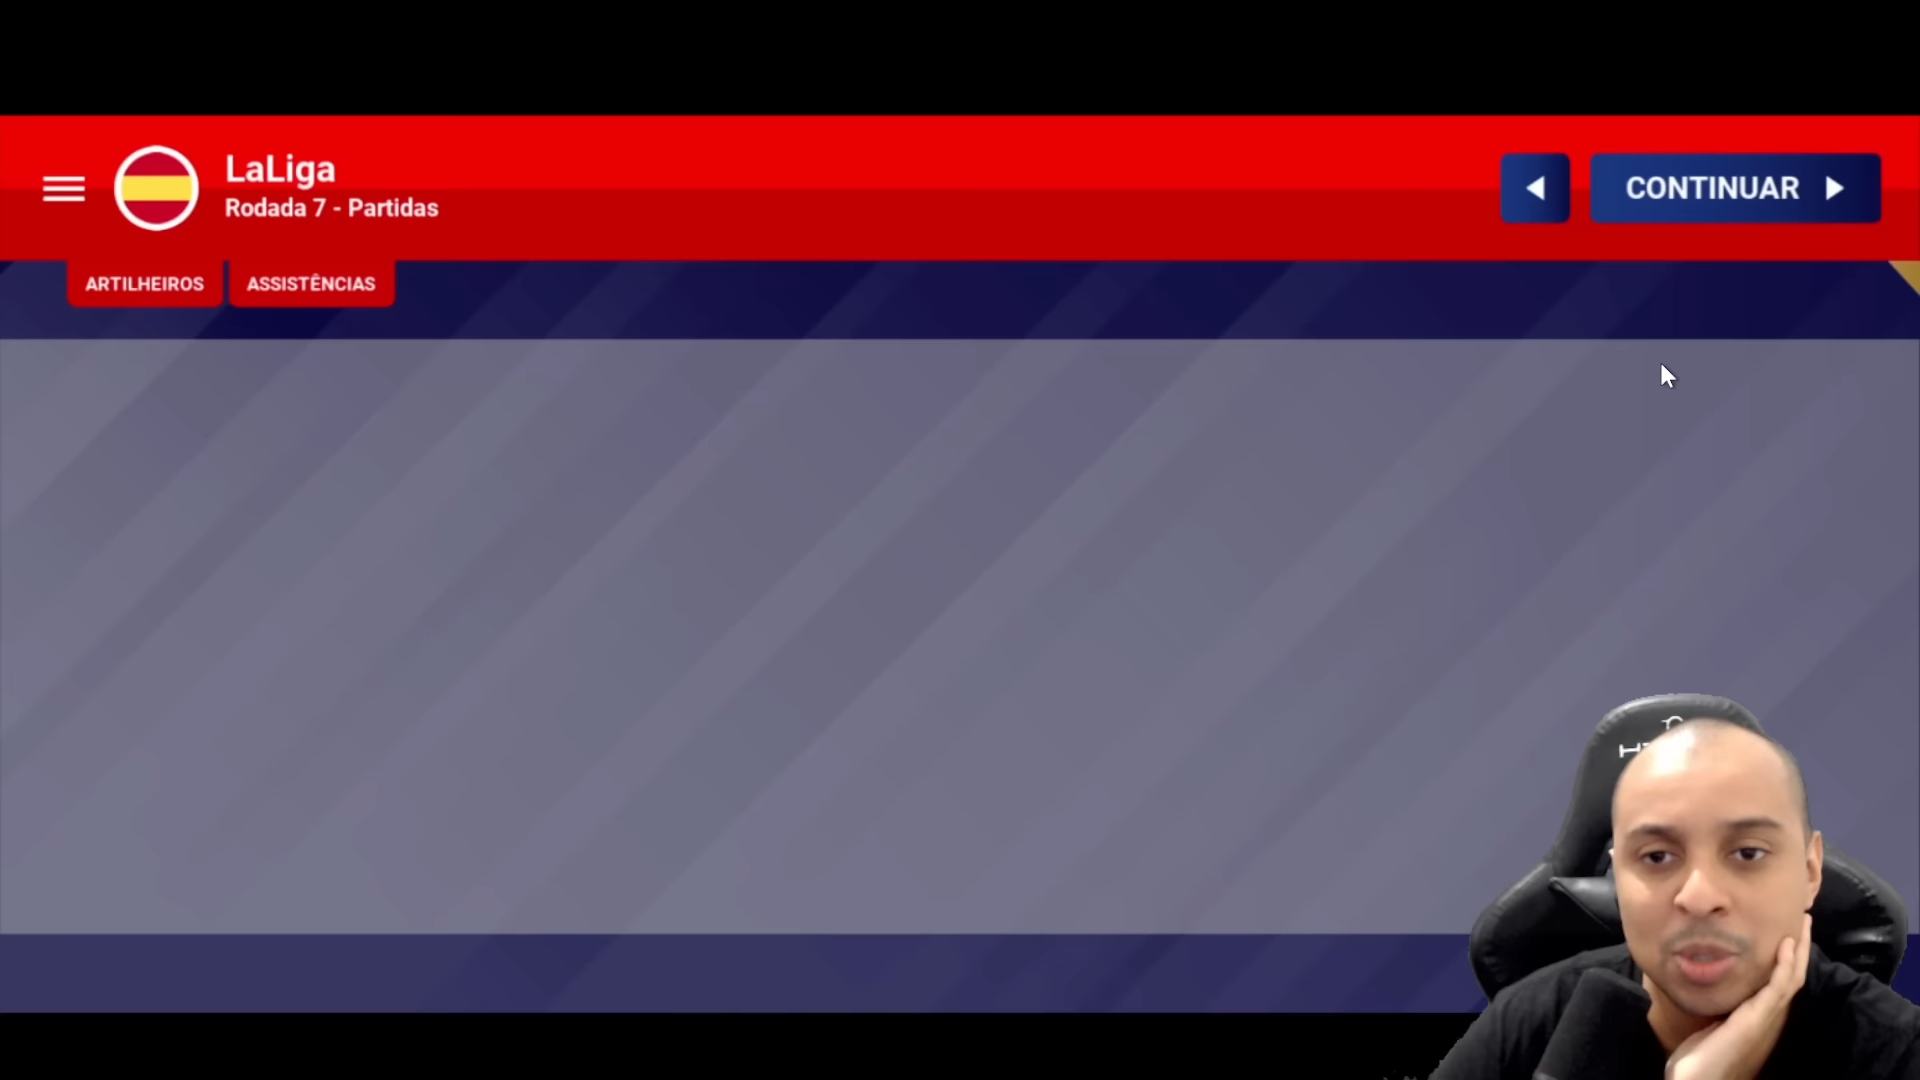 LaLiga
Rodada 7 - Partidas
CONTINUAR
ARTILHEIROS
ASSISTÊNCIAS